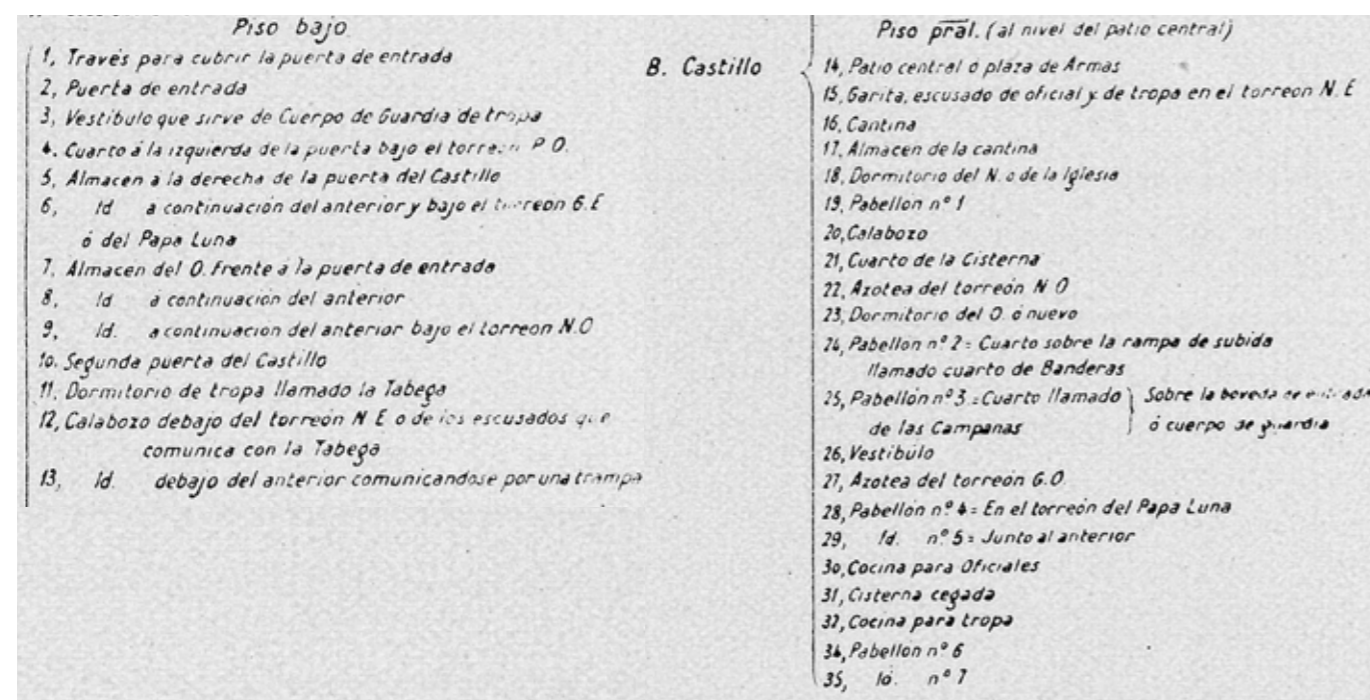 Piso bajo
1, Través para cubrir la puerta de entrada
2, Puerta de entrada
3, Vestíbulo que sirve de Cuerpo de Guardia de tropa
4. Cuarto á la izquierda de la puerta bajo el torreon P O.
5, Almacen a la derecha de la puerta del Castillo
6, Id a continuación del anterior y bajo el torreon G.E
ó del Papa Luna
7, Almacen del O. frente á la puerta de entrada
8, Id á continuación del anterior
9, Id. a continuacion del anterior bajo el torreon N.O
10. Segunda puerta del Castillo
11, Dormitorio de tropa llamado la Tabega
12, Calabozo debajo del torreón N E o de los escusados que
comunica con la Tabega
13, Id. debajo del anterior comunicandose por una trampa
B. Castillo
Piso pral. (al nivel del patio central)
14, Patio central ó plaza de Armas
15, Garita, escusado de oficial y de tropa en el torreon N. E
16, Cantina
17, Almacen de la cantina
18, Dormitorio del N. o de la Iglesia
19, Pabellon nº 1
20, Calabozo
21, Cuarto de la Cisterna
22, Azotea del torreón N O
23, Dormitorio del O. ó nuevo
24, Pabellon nº 2 = Cuarto sobre la rampa de subida
llamado cuarto de Banderas
25, Pabellón nº 3 = Cuarto llamado
de las Campanas
Sobre la boveda de entrada
ó cuerpo de guardia
26, Vestíbulo
27, Azotea del torreón G.O.
28, Pabellón nº 4 = En el torreón del Papa Luna
29, Id. nº 5 = Junto al anterior
30, Cocina para Oficiales
31, Cisterna cegada
32, Cocina para tropa
34, Pabellon nº 6
35, Id. nº 7